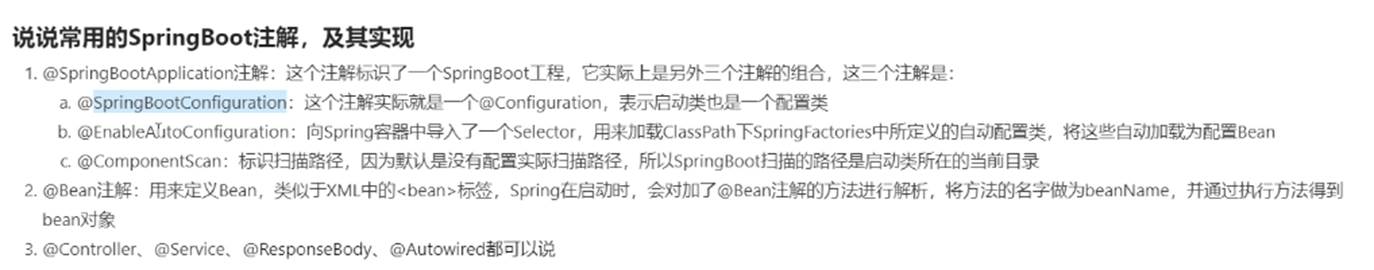 说说常用的SpringBoot注解，及其实现
1. @SpringBootApplication注解：这个注解标识了一个SpringBoot工程，它实际上是另外三个注解的组合，这三个注解是：
a. @SpringBootConfiguration：这个注解实际就是一个@Configuration，表示启动类也是一个配置类
b. @EnableAutoConfiguration：向Spring容器中导入了一个Selector，用来加载ClassPath下SpringFactories中所定义的自动配置类，将这些自动加载为配置Bean
c. @ComponentScan：标识扫描路径，因为默认是没有配置实际扫描路径，所以SpringBoot扫描的路径是启动类所在的当前目录
2. @Bean注解：用来定义Bean，类似于XML中的<bean>标签，Spring在启动时，会对加了@Bean注解的方法进行解析，将方法的名字做为beanName，并通过执行方法得到
bean对象
3. @Controller、@Service、@ResponseBody、@Autowired都可以说